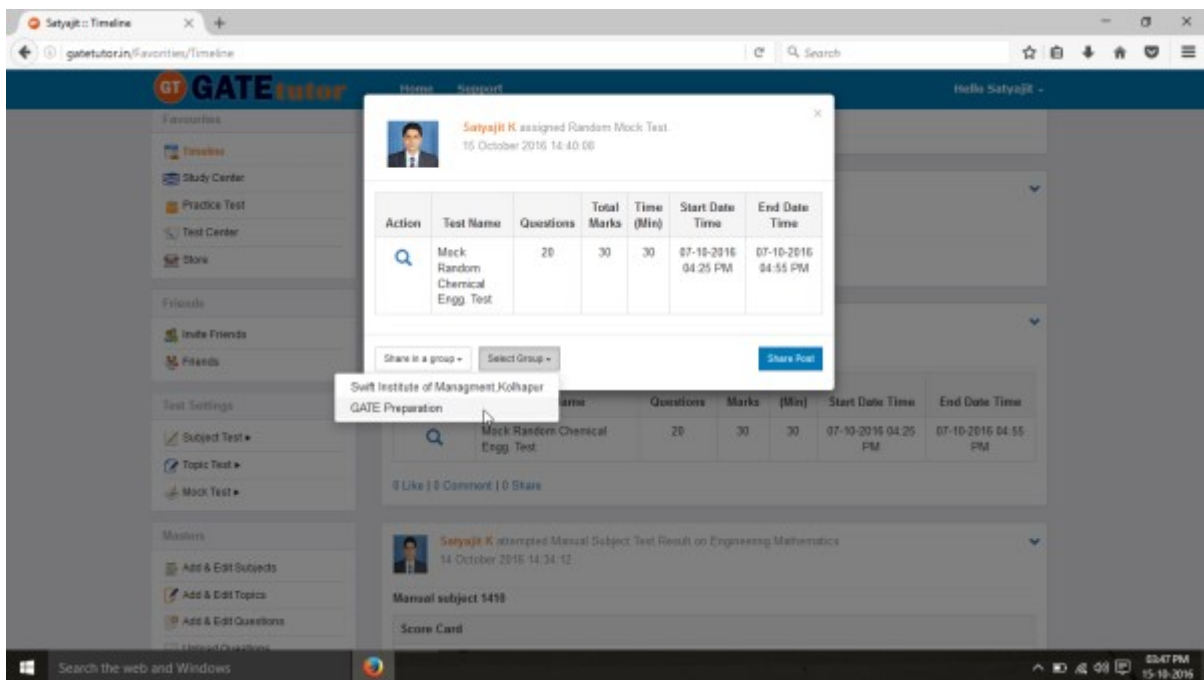 Satyajit :: Timeline
gatetutor.in/Favorities/Timeline
Search
GT GATEtutor
Home Support
Hello Satyajit
Favourites
Timeline
Study Center
Practice Test
Test Center
Store
Friends
Invite Friends
Friends
Test Settings
Subject Test
Topic Test
Mock Test
Masters
Add & Edit Subjects
Add & Edit Topics
Add & Edit Questions
Upload Questions
Satyajit K assigned Random Mock Test.
15 October 2016 14:40:08
Action Test Name Questions Total Marks Time (Min) Start Date Time End Date Time
Mock Random Chemical Engg. Test 20 30 30 07-10-2016 04:25 PM 07-10-2016 04:55 PM
Share in a group Select Group Share Post
Swift Institute of Managment,Kolhapur
GATE Preparation
Questions Marks (Min) Start Date Time End Date Time
Mock Random Chemical Engg. Test 20 30 30 07-10-2016 04:25 PM 07-10-2016 04:55 PM
0 Like | 0 Comment | 0 Share
Satyajit K attempted Manual Subject Test Result on Engineering Mathematics
14 October 2016 14:34:12
Manual subject 1410
Score Card
Search the web and Windows
03:47 PM
15-10-2016